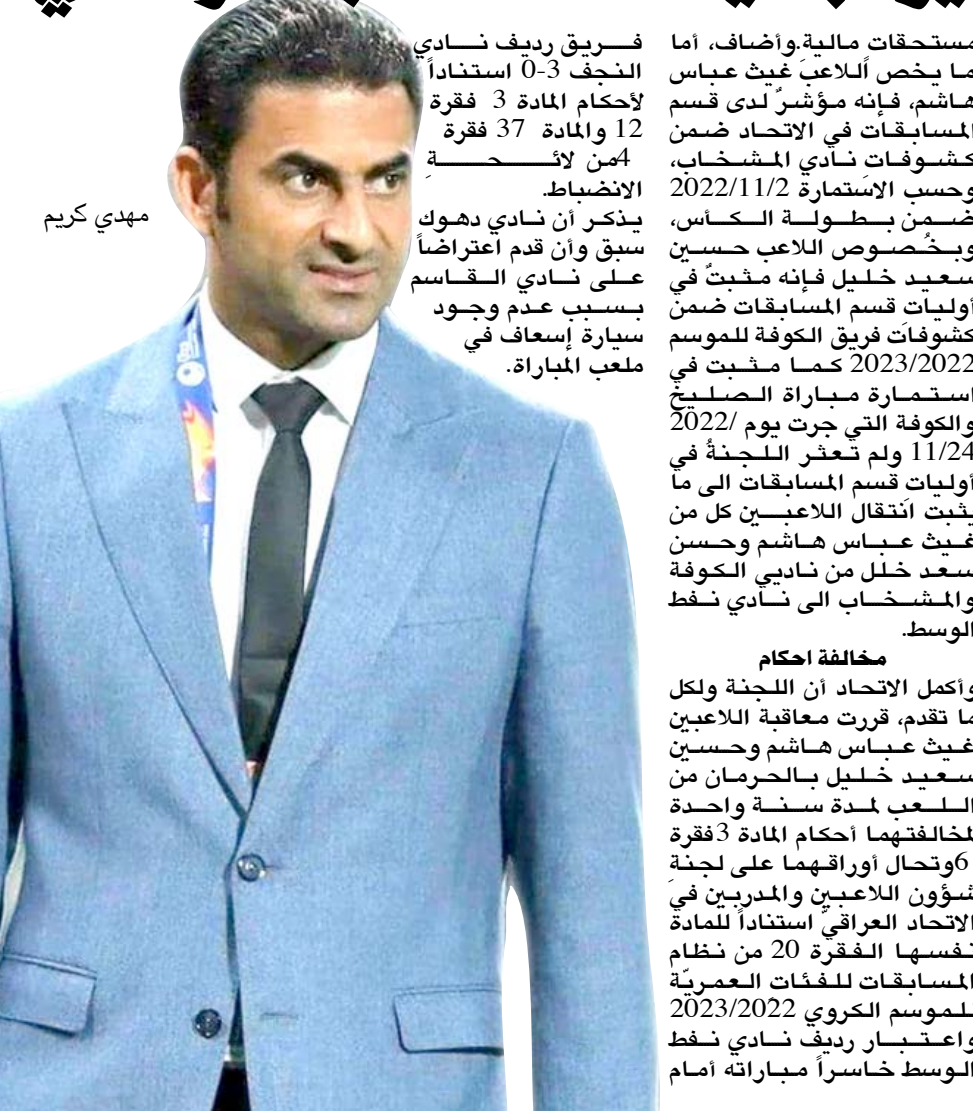 مستحقات مالية.وأضاف، أما
ما يخص اللاعبَ غيث عباس
هاشم، فإنه مؤشرٌ لدى قسم
المسابقات في الاتحاد ضمن
كشوفات نادي المشخاب،
وحسب الاستمارة 2022/11/2
ضمن بطولة الكأس،
وبخُصوص اللاعب حسين
سعيد خليل فإنه مثبتٌ في
أوليات قسم المسابقات ضمن
كشوفات فريق الكوفة للموسم
2023/2022 كما مثبت في
استمارة مباراة الصليخ
والكوفة التي جرت يوم /2022
11/24 ولم تعثر اللجنةُ في
أوليات قسم المسابقات الى ما
يثبت انتقال اللاعبين كل من
غيث عباس هاشم وحسن
سعد خلل من ناديي الكوفة
والمشخاب الى نادي نفط
الوسط.
مخالفة احكام
وأكمل الاتحاد أن اللجنة ولكل
ما تقدم، قررت معاقبة اللاعبين
غيث عباس هاشم وحسين
سعيد خليل بالحرمان من
اللعب لمدة سنة واحدة
لمخالفتهما أحكام المادة 3فقرة
6وتحال أوراقهما على لجنةِ
شؤون اللاعبين والمدربين في
الاتحاد العراقيّ استناداً للمادة
نفسها الفقرة 20 من نظام
المسابقات للفئات العمريّة
للموسم الكروي 2023/2022
واعتبار رديف نادي نفط
الوسط خاسراً مباراته أمام
فريق رديف نادي
النجف 3-0 استناداً
لأحكام المادة 3 فقرة
12 والمادة 37 فقرة
4من لائحةِ
الانضباط.
يذكر أن نادي دهوك
سبق وأن قدم اعتراضاً
على نادي القاسم
بسبب عدم وجود
سيارة إسعاف في
ملعب المباراة.
مهدي كريم